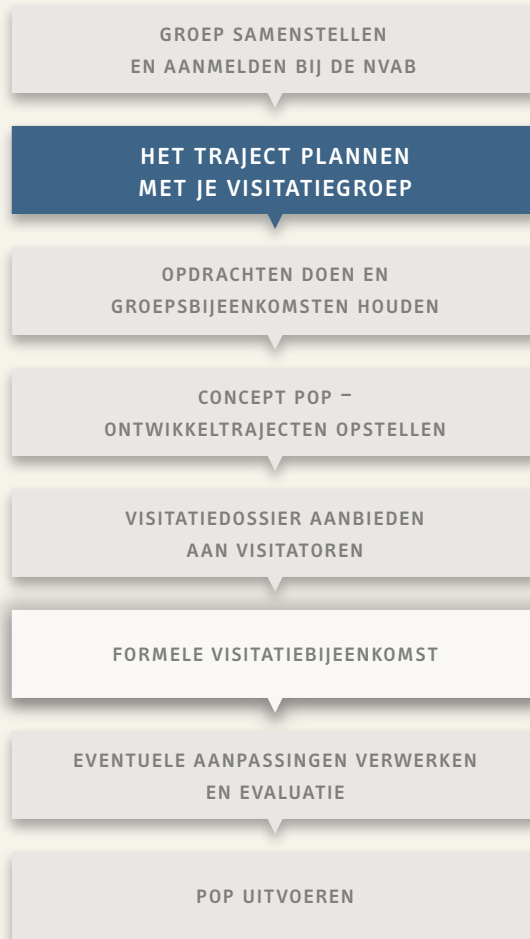 GROEP SAMENSTELLEN
EN AANMELDEN BIJ DE NVAB
HET TRAJECT PLANNEN
MET JE VISITATIEGROEP
OPDRACHTEN DOEN EN
GROEPSBIJEENKOMSTEN HOUDEN
CONCEPT POP –
ONTWIKKELTRAJECTEN OPSTELLEN
VISITATIEDOSSIER AANBIEDEN
AAN VISITATOREN
FORMELE VISITATIEBIJEENKOMST
EVENTUELE AANPASSINGEN VERWERKEN
EN EVALUATIE
POP UITVOEREN